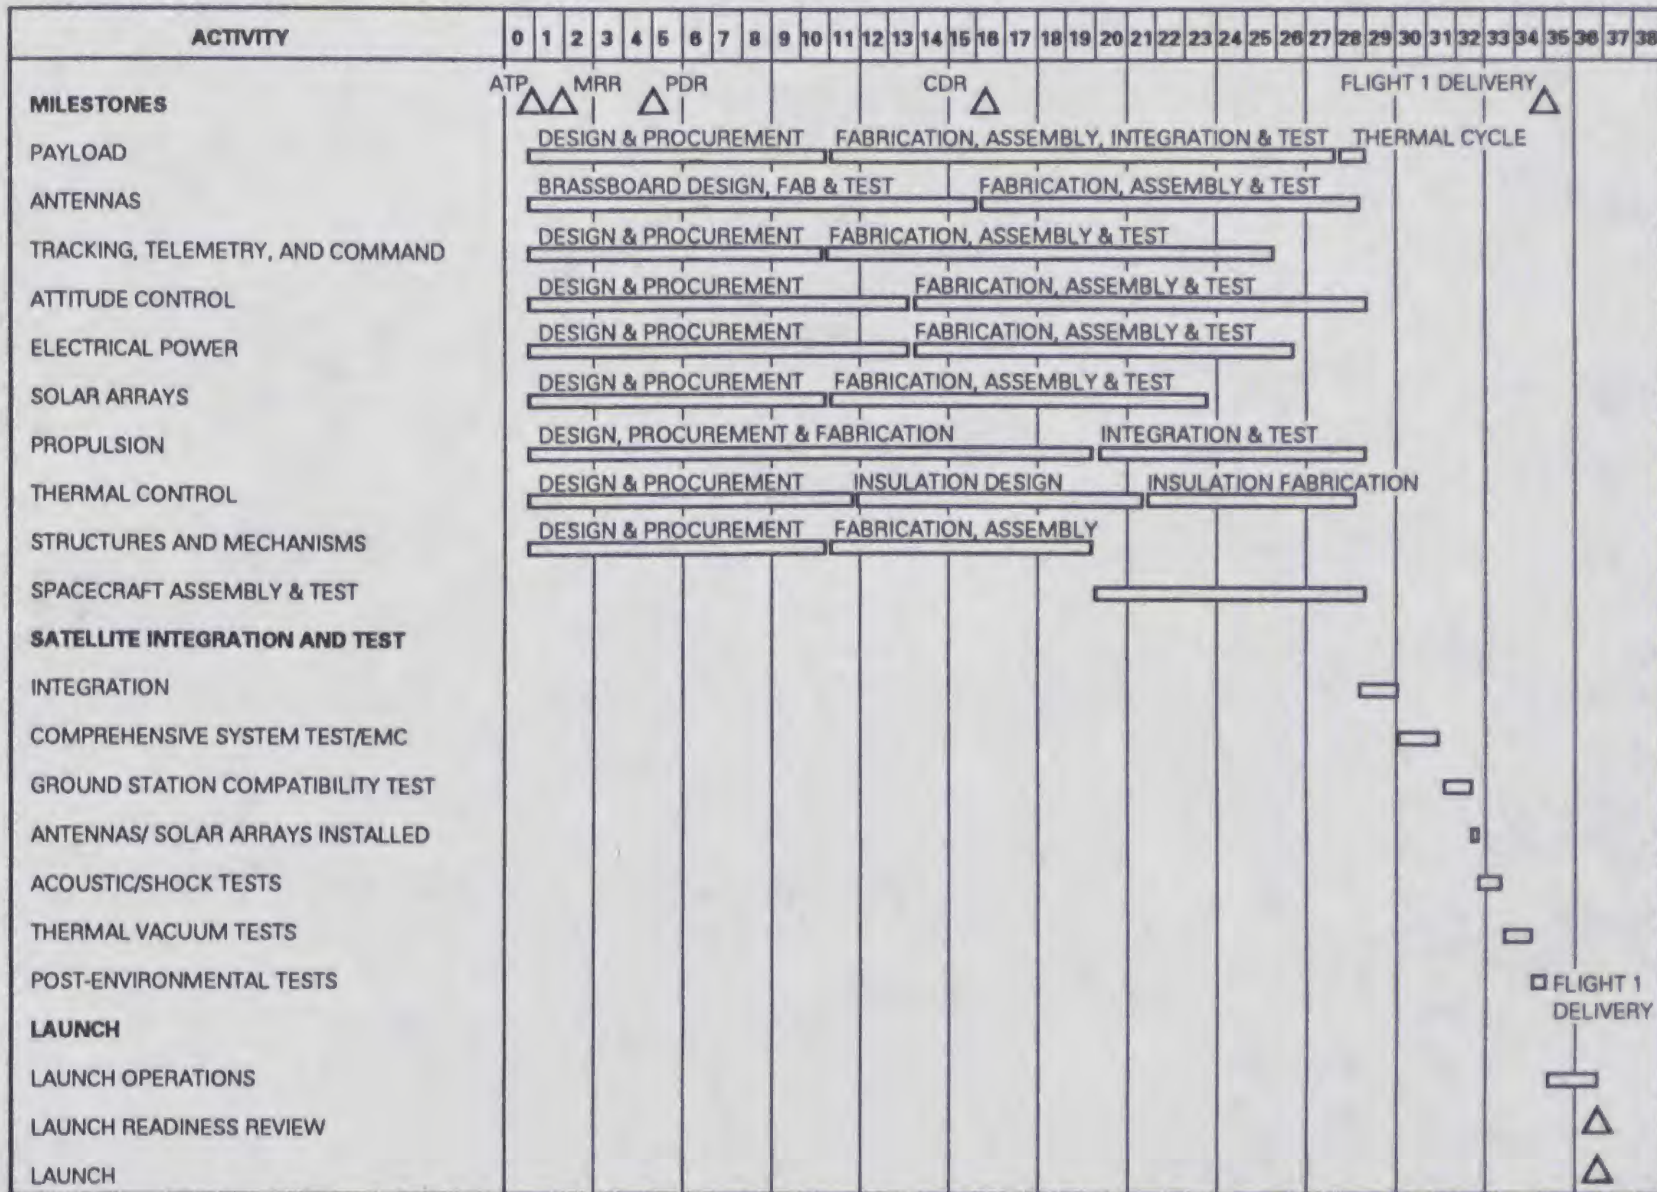 ACTIVITY 0 1 2 3 4 5 6 7 8 9 10 11 12 13 14 15 16 17 18 19 20 21 22 23 24 25 26 27 28 29 30 31 32 33 34 35 36 37 38
ATP MRR PDR CDR FLIGHT 1 DELIVERY
MILESTONES
DESIGN & PROCUREMENT FABRICATION, ASSEMBLY, INTEGRATION & TEST THERMAL CYCLE
PAYLOAD
BRASSBOARD DESIGN, FAB & TEST FABRICATION, ASSEMBLY & TEST
ANTENNAS
DESIGN & PROCUREMENT FABRICATION, ASSEMBLY & TEST
TRACKING, TELEMETRY, AND COMMAND
DESIGN & PROCUREMENT FABRICATION, ASSEMBLY & TEST
ATTITUDE CONTROL
DESIGN & PROCUREMENT FABRICATION, ASSEMBLY & TEST
ELECTRICAL POWER
DESIGN & PROCUREMENT FABRICATION, ASSEMBLY & TEST
SOLAR ARRAYS
DESIGN, PROCUREMENT & FABRICATION INTEGRATION & TEST
PROPULSION
DESIGN & PROCUREMENT INSULATION DESIGN INSULATION FABRICATION
THERMAL CONTROL
DESIGN & PROCUREMENT FABRICATION, ASSEMBLY
STRUCTURES AND MECHANISMS
SPACECRAFT ASSEMBLY & TEST
SATELLITE INTEGRATION AND TEST
INTEGRATION
COMPREHENSIVE SYSTEM TEST/EMC
GROUND STATION COMPATIBILITY TEST
ANTENNAS/ SOLAR ARRAYS INSTALLED
ACOUSTIC/SHOCK TESTS
THERMAL VACUUM TESTS
POST-ENVIRONMENTAL TESTS FLIGHT 1
DELIVERY
LAUNCH
LAUNCH OPERATIONS
LAUNCH READINESS REVIEW
LAUNCH